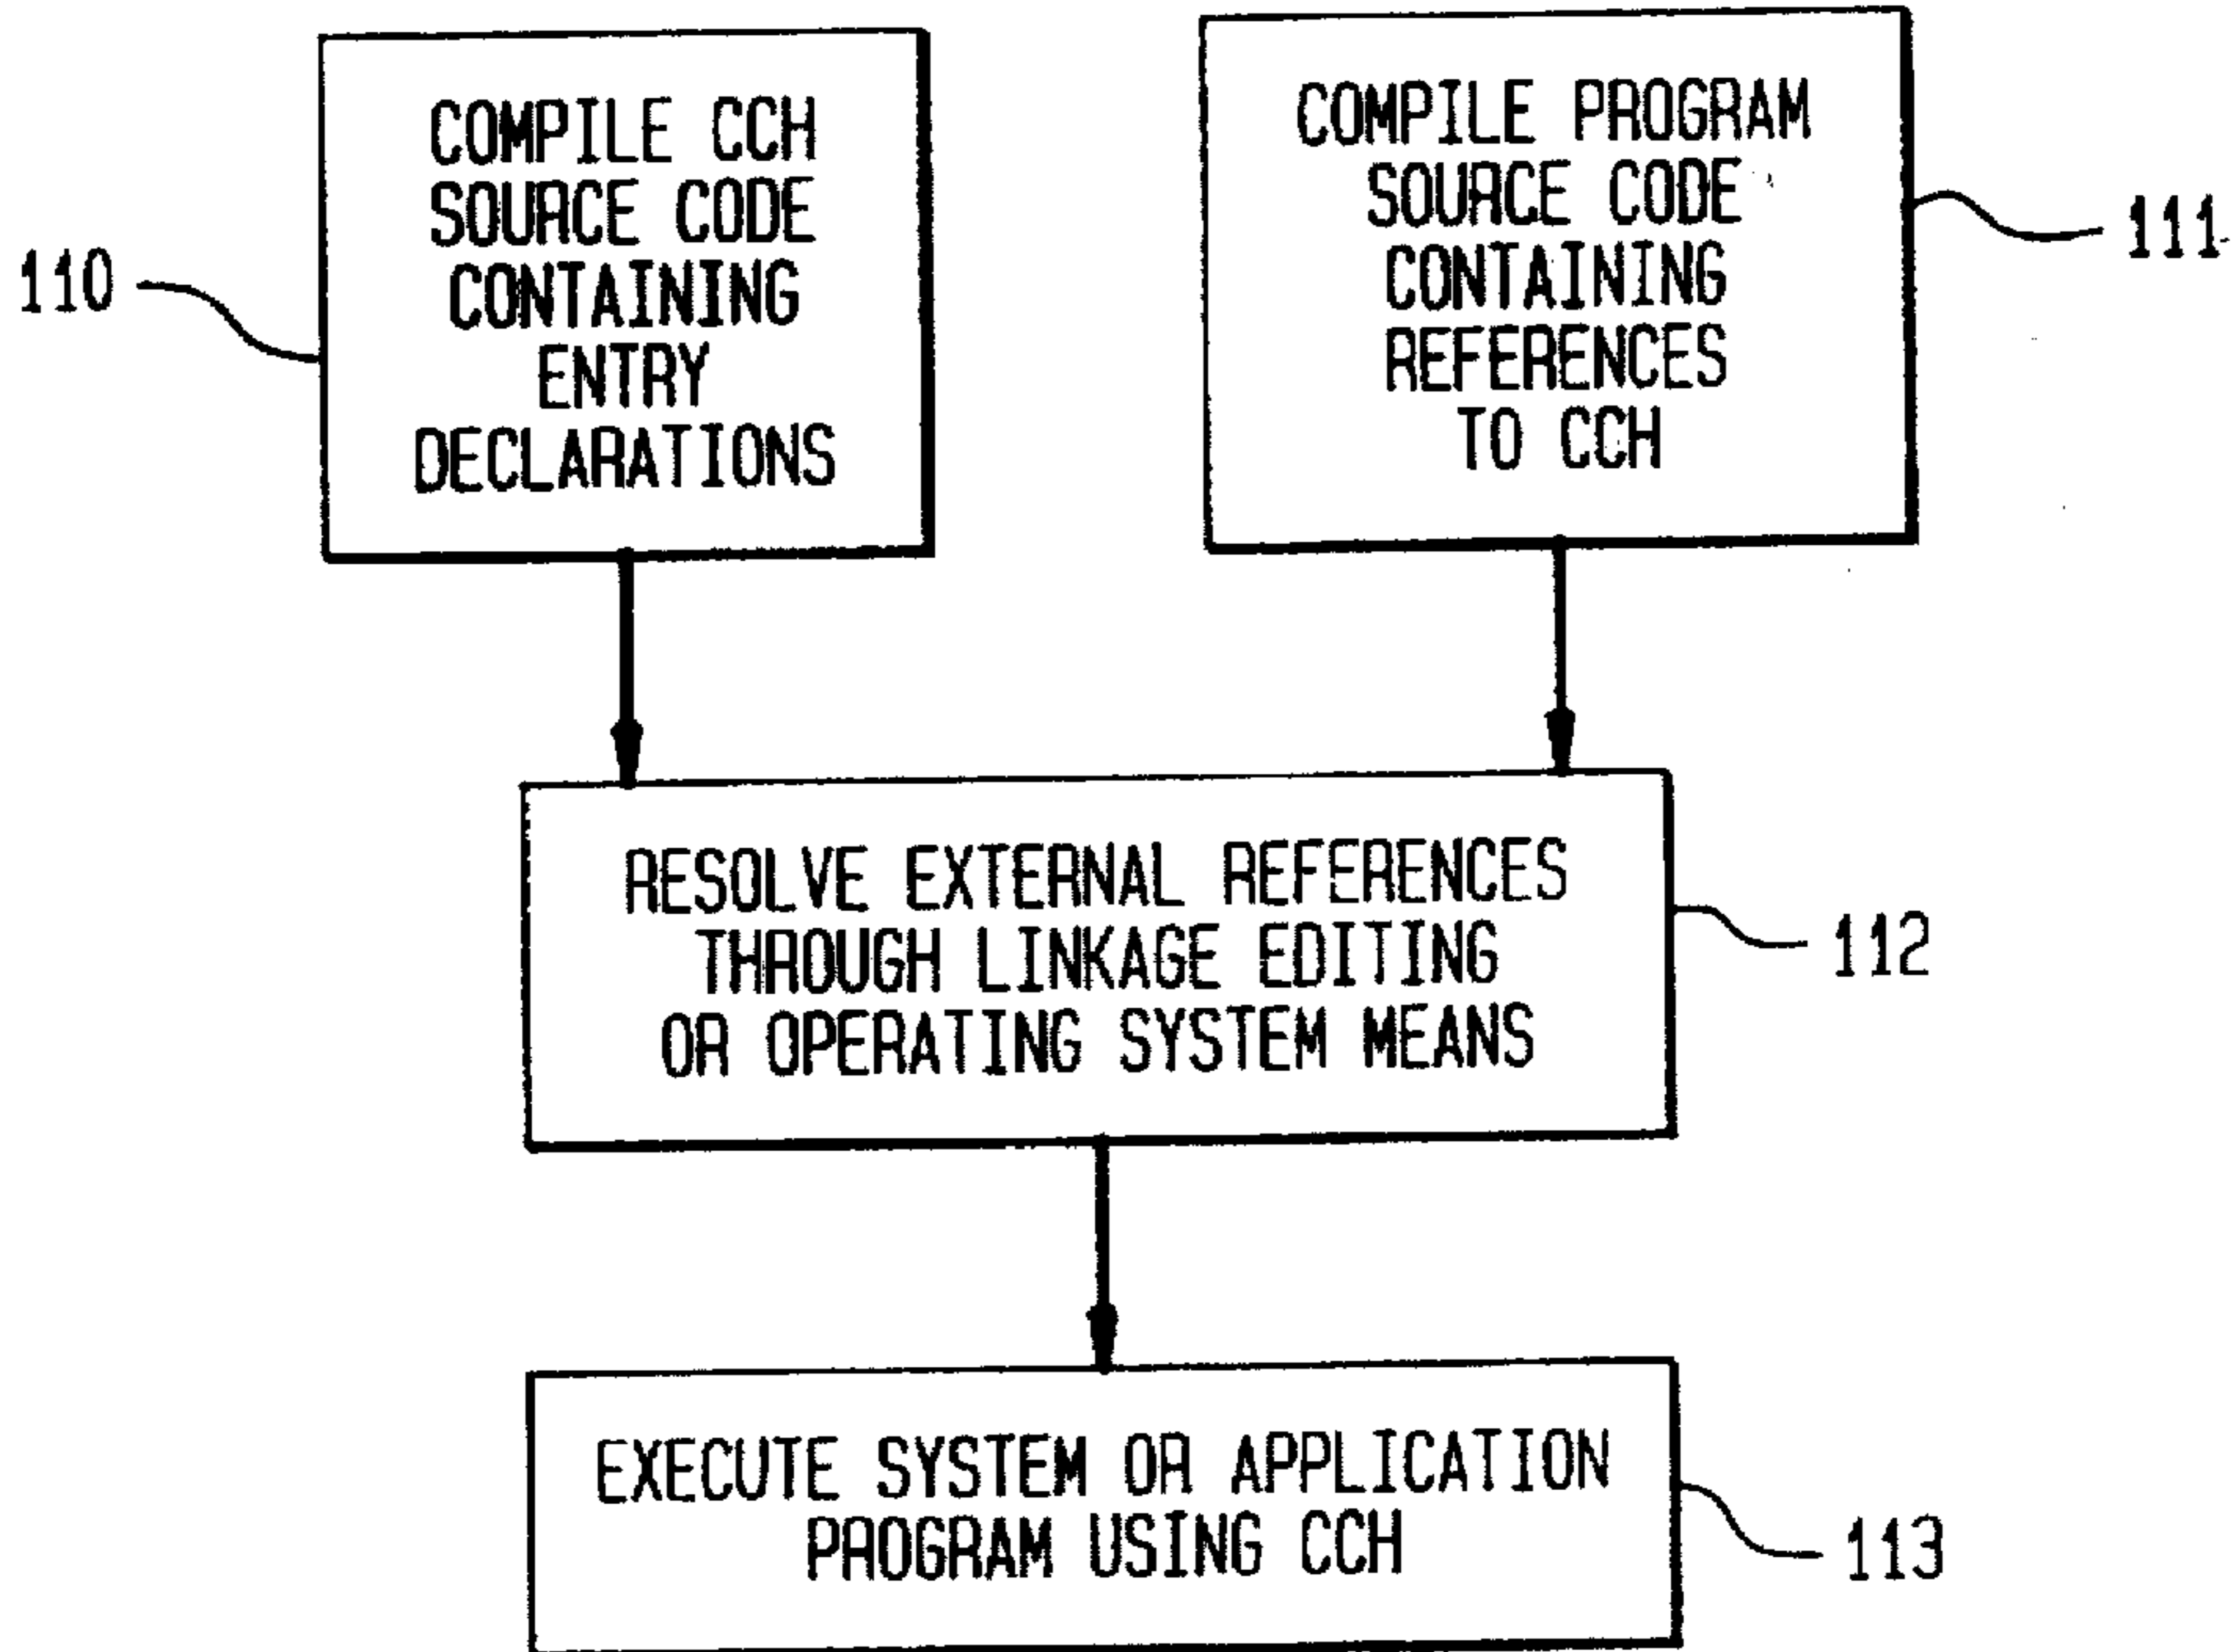 COMPILE CCH
SOURCE CODE
CONTAINING
ENTRY
DECLARATIONS
110
COMPILE PROGRAM
SOURCE CODE
CONTAINING
REFERENCES
TO CCH
111
RESOLVE EXTERNAL REFERENCES
THROUGH LINKAGE EDITING
OR OPERATING SYSTEM MEANS
112
EXECUTE SYSTEM OR APPLICATION
PROGRAM USING CCH
113